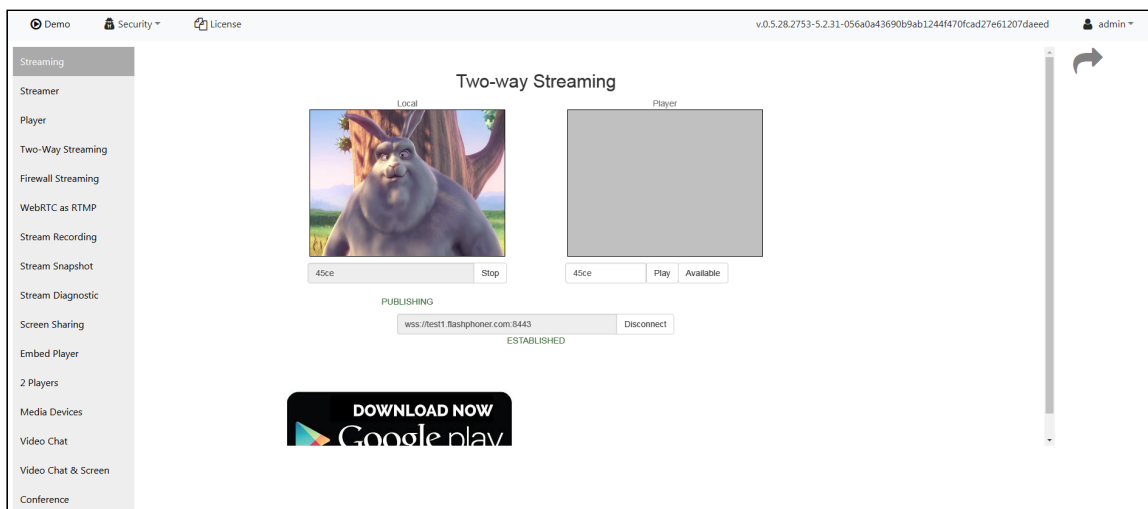 Demo Security License v.0.5.28.2753-5.2.31-056a0a43690b9ab1244f470fcad27e61207daeed admin
Streaming
Streamer
Player
Two-Way Streaming
Firewall Streaming
WebRTC as RTMP
Stream Recording
Stream Snapshot
Stream Diagnostic
Screen Sharing
Embed Player
2 Players
Media Devices
Video Chat
Video Chat & Screen
Conference
Two-way Streaming
Local Player
45ce Stop 45ce Play Available
PUBLISHING
wss://test1.flashphoner.com:8443 Disconnect
ESTABLISHED
DOWNLOAD NOW
Google play